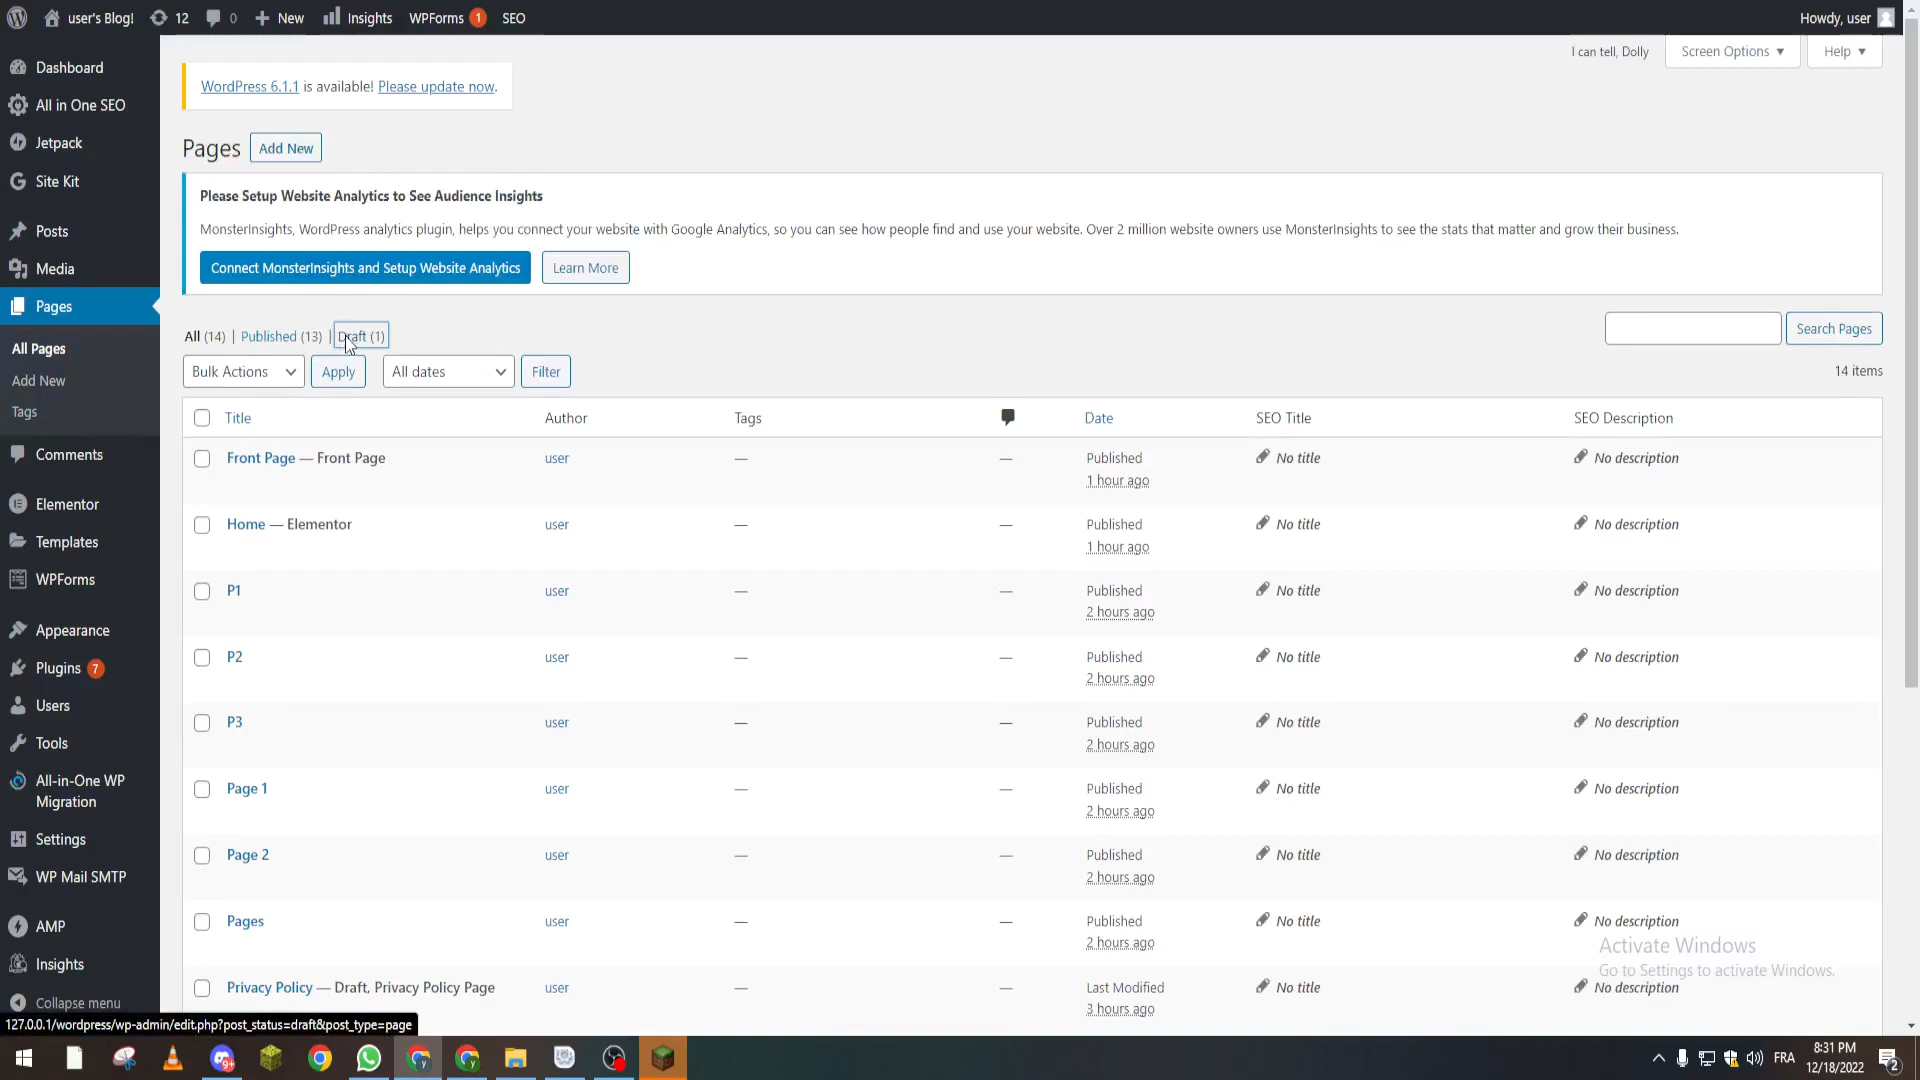 user's Blog! 12 0 New Insights WPForms 1 SEO Howdy, user
I can tell, Dolly Screen Options ▼ Help ▼
WordPress 6.1.1 is available! Please update now.
Dashboard
All in One SEO
Jetpack
Site Kit
Posts
Media
Pages
All Pages
Add New
Tags
Comments
Elementor
Templates
WPForms
Appearance
Plugins 7
Users
Tools
All-in-One WP
Migration
Settings
WP Mail SMTP
AMP
Insights
Collapse menu
Pages Add New
Please Setup Website Analytics to See Audience Insights
MonsterInsights, WordPress analytics plugin, helps you connect your website with Google Analytics, so you can see how people find and use your website. Over 2 million website owners use MonsterInsights to see the stats that matter and grow their business.
Connect MonsterInsights and Setup Website Analytics Learn More
All (14) | Published (13) | Draft (1) Search Pages
Bulk Actions Apply All dates Filter 14 items
Title Author Tags Date SEO Title SEO Description
Front Page — Front Page user — — Published No title No description
1 hour ago
Home — Elementor user — — Published No title No description
1 hour ago
P1 user — — Published No title No description
2 hours ago
P2 user — — Published No title No description
2 hours ago
P3 user — — Published No title No description
2 hours ago
Page 1 user — — Published No title No description
2 hours ago
Page 2 user — — Published No title No description
2 hours ago
Pages user — — Published No title No description
2 hours ago
Privacy Policy — Draft, Privacy Policy Page user — — Last Modified No title No description
3 hours ago
Activate Windows
Go to Settings to activate Windows.
127.0.0.1/wordpress/wp-admin/edit.php?post_status=draft&post_type=page
9+ FRA 8:31 PM
12/18/2022 2